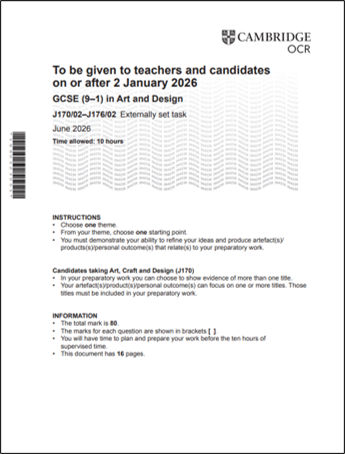 CAMBRIDGE
OCR
To be given to teachers and candidates
on or after 2 January 2026
GCSE (9–1) in Art and Design
J170/02–J176/02 Externally set task
June 2026
Time allowed: 10 hours
INSTRUCTIONS
• Choose one theme.
• From your theme, choose one starting point.
• You must demonstrate your ability to refine your ideas and produce artefact(s)/
product(s)/personal outcome(s) that relate(s) to your preparatory work.
Candidates taking Art, Craft and Design (J170)
• In your preparatory work you can choose to show evidence of more than one title.
• Your artefact(s)/product(s)/personal outcome(s) can focus on one or more titles. Those
titles must be included in your preparatory work.
INFORMATION
• The total mark is 80.
• The marks for each question are shown in brackets [ ].
• You will have time to plan and prepare your work before the ten hours of
supervised time.
• This document has 16 pages.